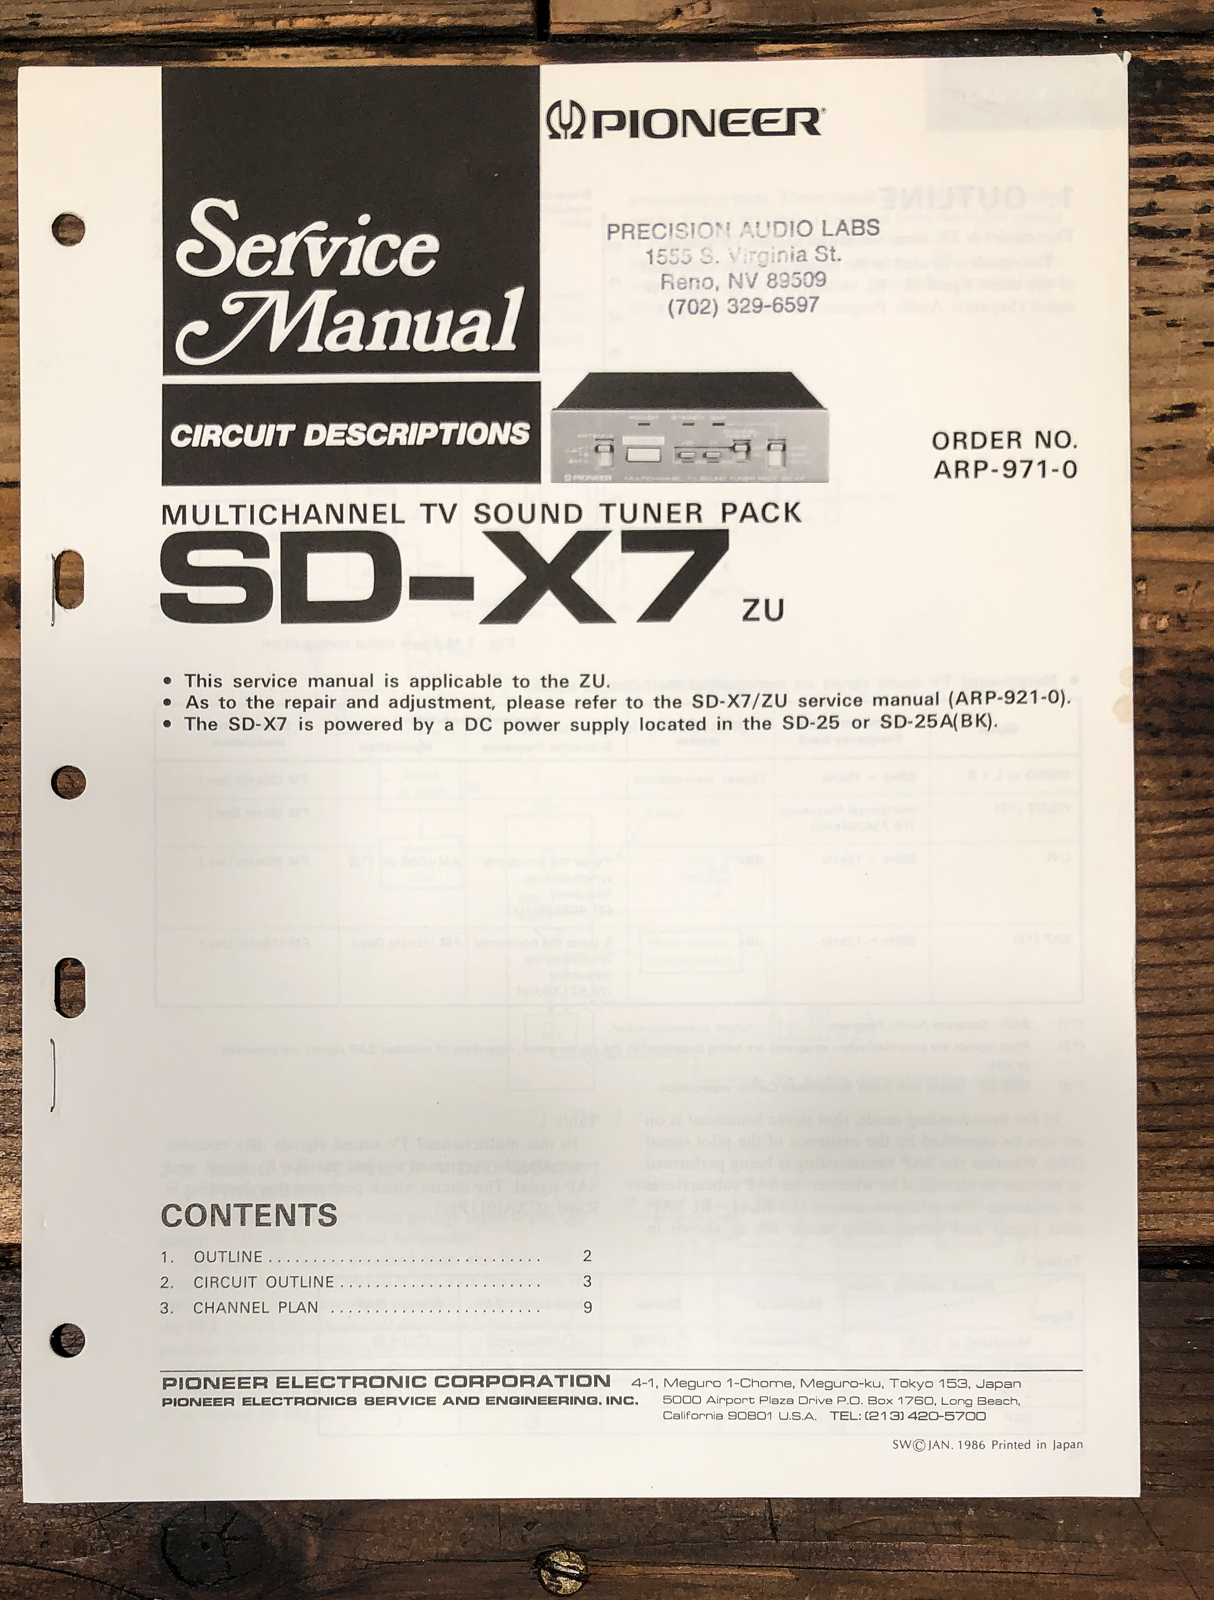 PIONEER
Service
Manual
PRECISION AUDIO LABS
1555 S. Virginia St.
Reno, NV 89509
(702) 329-6597
CIRCUIT DESCRIPTIONS
PIONEER
ORDER NO.
ARP-971-0
MULTICHANNEL TV SOUND TUNER PACK
SD-X7 ZU
• This service manual is applicable to the ZU.
• As to the repair and adjustment, please refer to the SD-X7/ZU service manual (ARP-921-0).
• The SD-X7 is powered by a DC power supply located in the SD-25 or SD-25A(BK).
CONTENTS
1. OUTLINE ............................... 2
2. CIRCUIT OUTLINE ....................... 3
3. CHANNEL PLAN ........................ 9
PIONEER ELECTRONIC CORPORATION 4-1, Meguro 1-Chome, Meguro-ku, Tokyo 153, Japan
PIONEER ELECTRONICS SERVICE AND ENGINEERING. INC. 5000 Airport Plaza Drive P.O. Box 1760, Long Beach,
California 90801 U.S.A. TEL: (213) 420-5700
SW©JAN. 1986 Printed in Japan